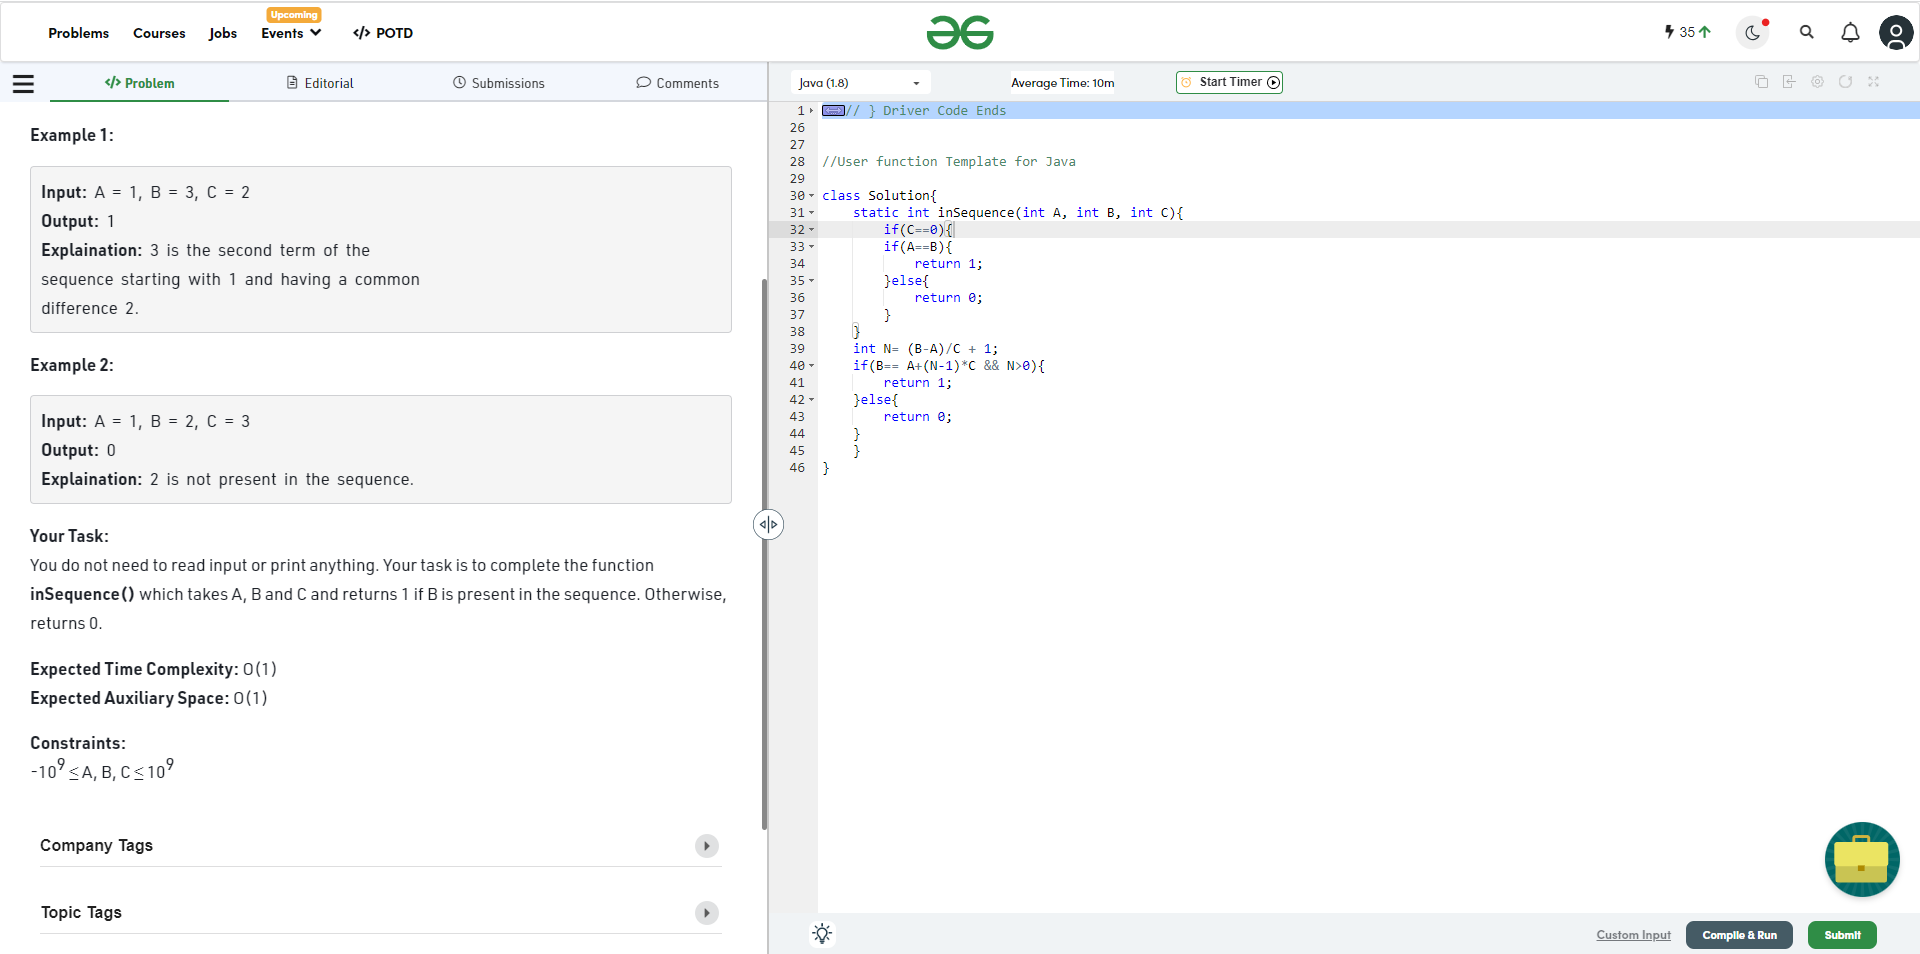 Upcoming
Problems Courses Jobs Events </> POTD
35
</> Problem Editorial Submissions Comments
Java (1.8) Average Time: 10m Start Timer
Example 1:
Input: A = 1, B = 3, C = 2
Output: 1
Explaination: 3 is the second term of the
sequence starting with 1 and having a common
difference 2.
Example 2:
Input: A = 1, B = 2, C = 3
Output: 0
Explaination: 2 is not present in the sequence.
Your Task:
You do not need to read input or print anything. Your task is to complete the function
inSequence() which takes A, B and C and returns 1 if B is present in the sequence. Otherwise,
returns 0.
Expected Time Complexity: O(1)
Expected Auxiliary Space: O(1)
Constraints:
-10^9 ≤ A, B, C ≤ 10^9
Company Tags
Topic Tags
1 // } Driver Code Ends
26
27
28 //User function Template for Java
29
30 class Solution{
31     static int inSequence(int A, int B, int C){
32         if(C==0){
33         if(A==B){
34             return 1;
35         }else{
36             return 0;
37         }
38     }
39     int N= (B-A)/C + 1;
40     if(B== A+(N-1)*C && N>0){
41         return 1;
42     }else{
43         return 0;
44     }
45     }
46 }
Custom Input Compile & Run Submit